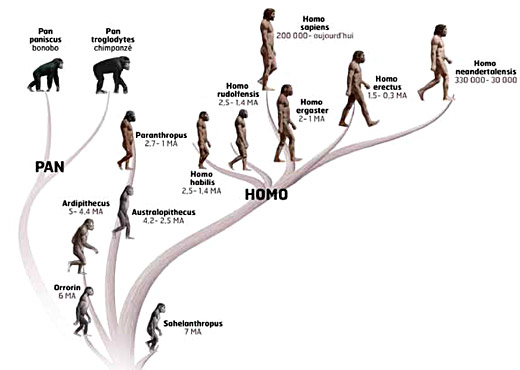 Pan
paniscus
bonobo
Pan
troglodytes
chimpanzé
Homo
sapiens
200 000- aujourd'hui
Homo
neandertalensis
330 000- 30 000
Homo
erectus
1,5- 0,3 MA
Homo
rudolfensis
2,5- 1,4 MA
Homo
ergaster
2- 1 MA
Paranthropus
2,7- 1 MA
PAN
Homo
habilis
2,5- 1,4 MA
HOMO
Ardipithecus
5- 4,4 MA
Australopithecus
4,2- 2,5 MA
Orrorin
6 MA
Sahelanthropus
7 MA